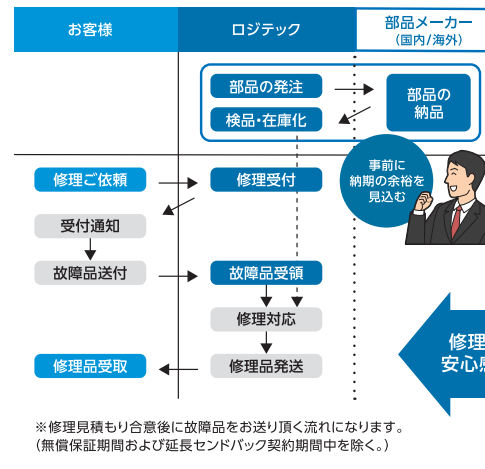 お客様
ロジテック
部品メーカー
（国内/海外）
部品の発注
部品の
納品
検品・在庫化
事前に
納期の余裕を
見込む
修理ご依頼
修理受付
受付通知
故障品送付
故障品受領
修理対応
修理品受取
修理品発送
修理
安心感
※修理見積もり合意後に故障品をお送り頂く流れになります。
（無償保証期間および延長センドバック契約期間中を除く。）